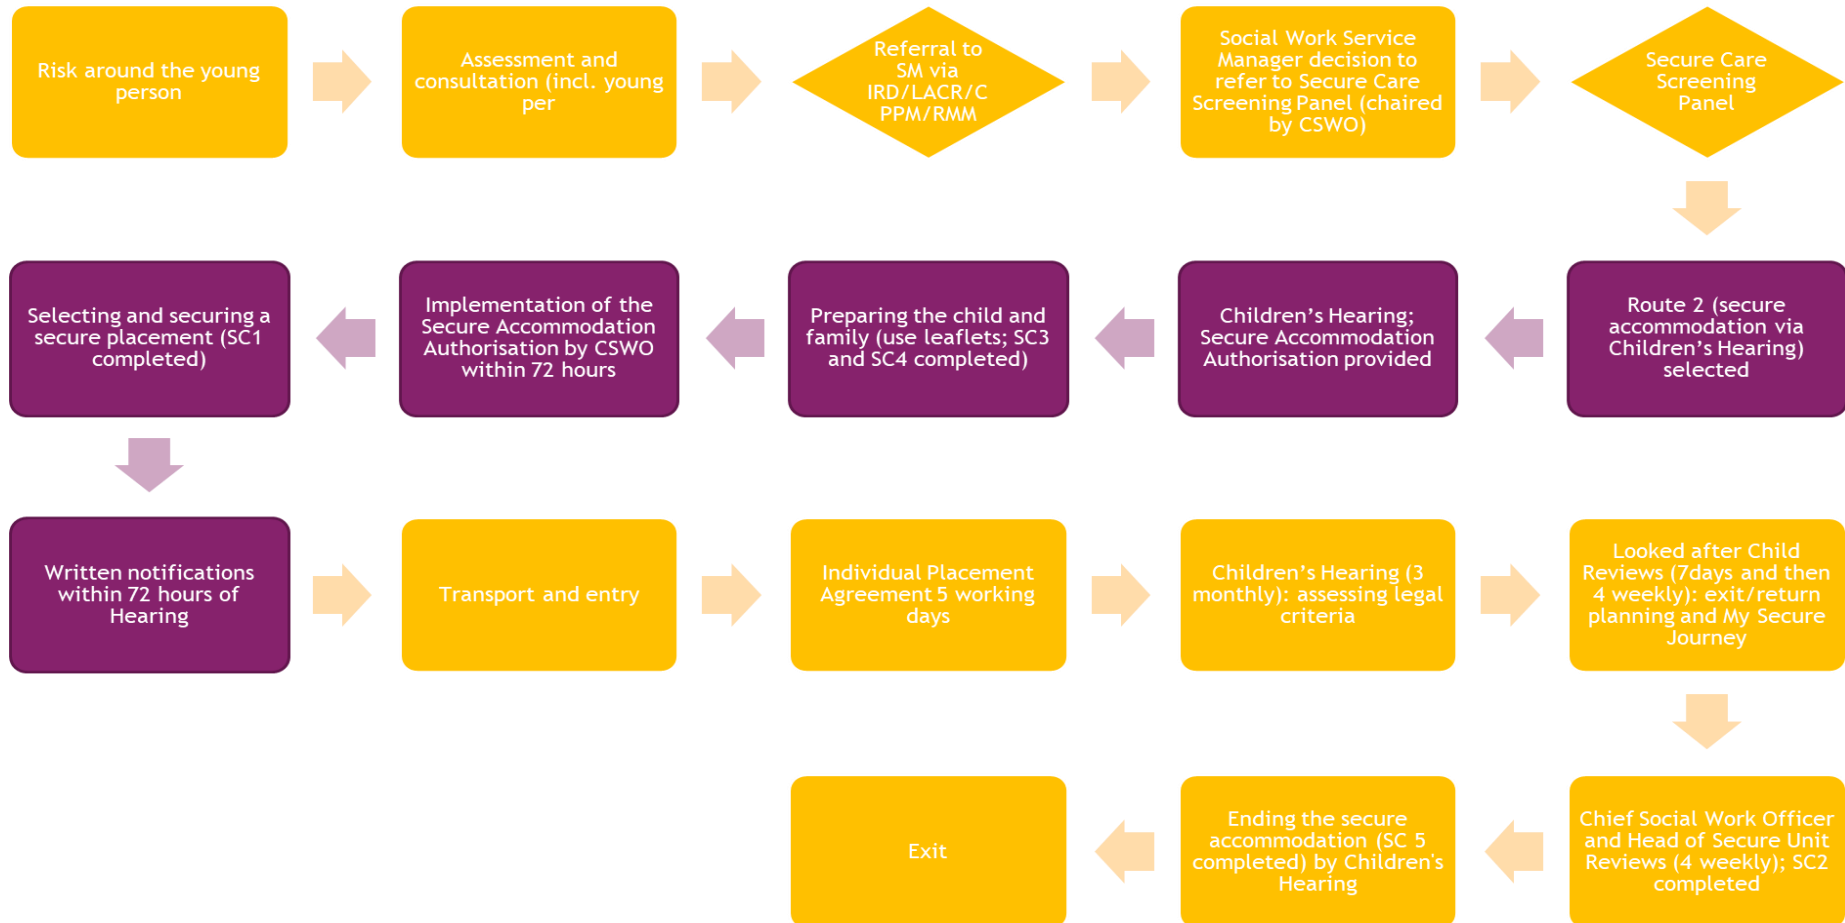 Risk around the young
person
Assessment and
consultation (incl. young
per
Referral to
SM via
IRD/LACR/C
PPM/RMM
Social Work Service
Manager decision to
refer to Secure Care
Screening Panel (chaired
by CSWO)
Secure Care
Screening
Panel
Route 2 (secure
accommodation via
Children’s Hearing)
selected
Children’s Hearing;
Secure Accommodation
Authorisation provided
Preparing the child and
family (use leaflets; SC3
and SC4 completed)
Implementation of the
Secure Accommodation
Authorisation by CSWO
within 72 hours
Selecting and securing a
secure placement (SC1
completed)
Written notifications
within 72 hours of
Hearing
Transport and entry
Individual Placement
Agreement 5 working
days
Children’s Hearing (3
monthly): assessing legal
criteria
Looked after Child
Reviews (7days and then
4 weekly): exit/return
planning and My Secure
Journey
Chief Social Work Officer
and Head of Secure Unit
Reviews (4 weekly); SC2
completed
Ending the secure
accommodation (SC 5
completed) by Children's
Hearing
Exit